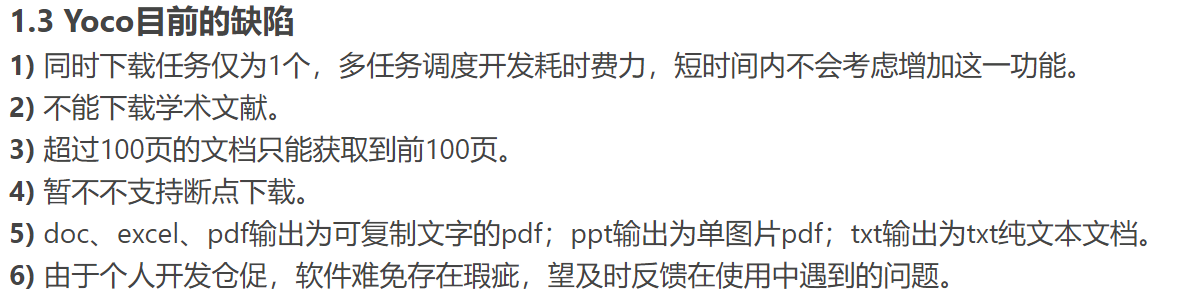 1.3 Yoco目前的缺陷
1) 同时下载任务仅为1个，多任务调度开发耗时费力，短时间内不会考虑增加这一功能。
2) 不能下载学术文献。
3) 超过100页的文档只能获取到前100页。
4) 暂不不支持断点下载。
5) doc、excel、pdf输出为可复制文字的pdf；ppt输出为单图片pdf；txt输出为txt纯文本文档。
6) 由于个人开发仓促，软件难免存在瑕疵，望及时反馈在使用中遇到的问题。